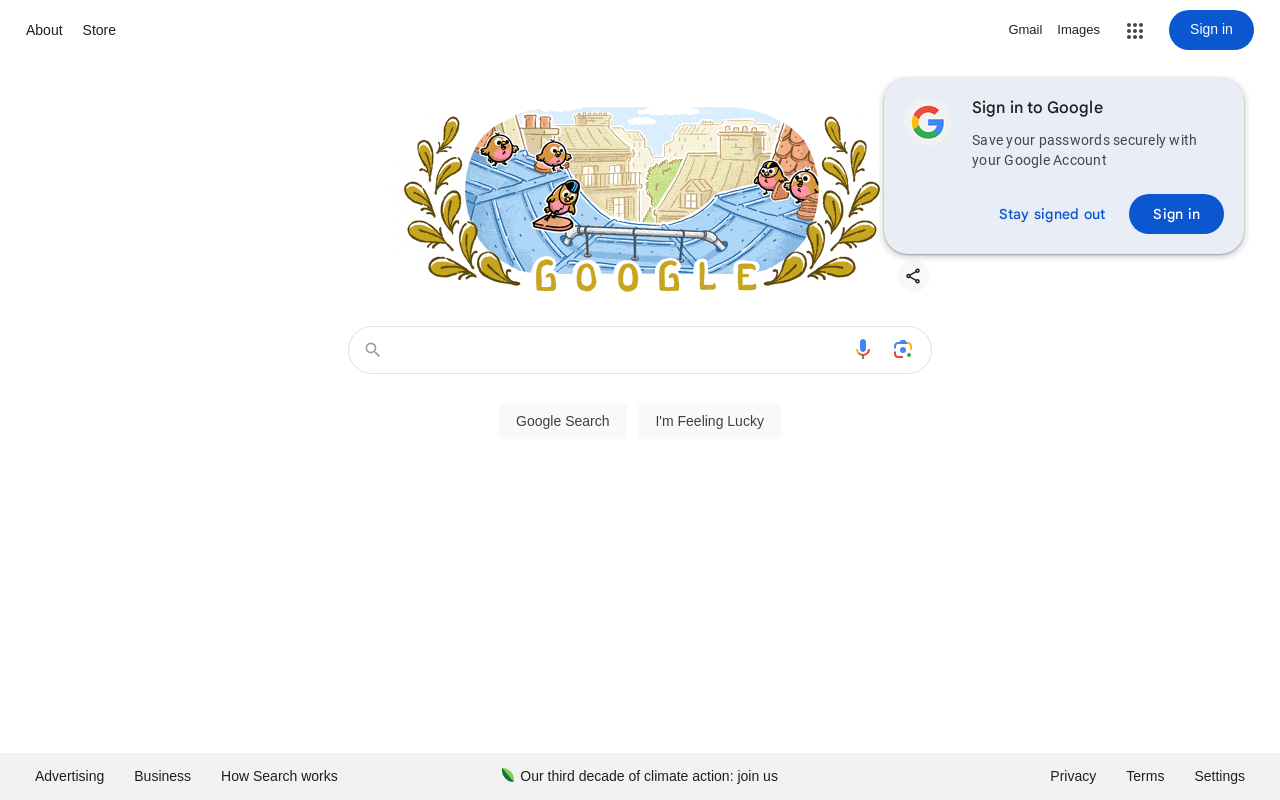 About
Store
Gmail
Images
Sign in
Sign in to Google
Save your passwords securely with
your Google Account
Stay signed out
Sign in
GOOGLE
Google Search
I'm Feeling Lucky
Advertising
Business
How Search works
Our third decade of climate action: join us
Privacy
Terms
Settings